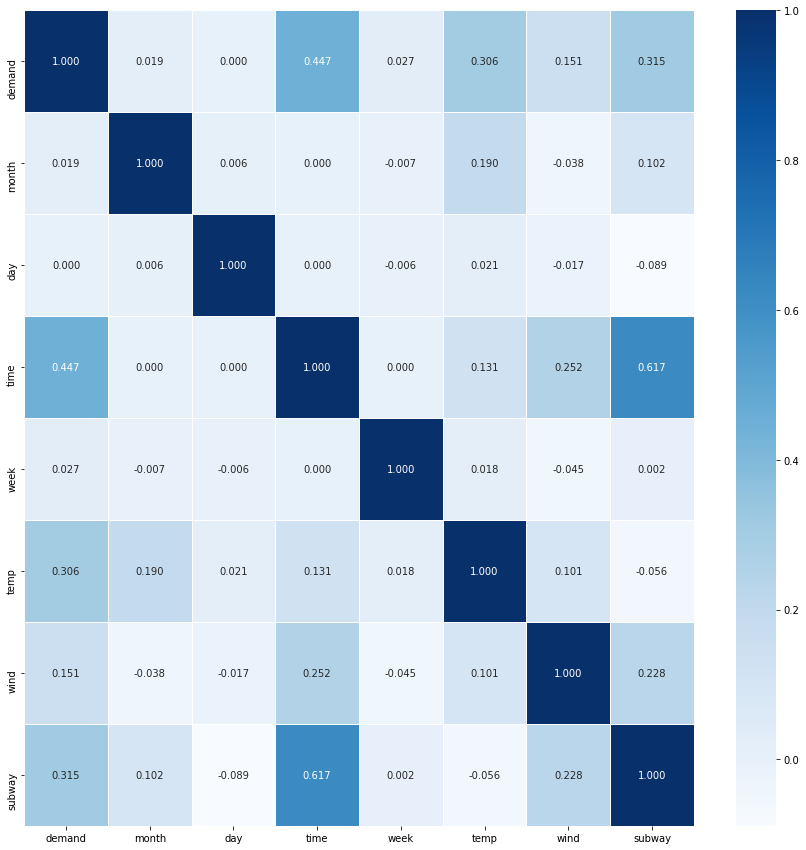 demand 1.000 0.019 0.000 0.447 0.027 0.306 0.151 0.315
month 0.019 1.000 0.006 0.000 -0.007 0.190 -0.038 0.102
day 0.000 0.006 1.000 0.000 -0.006 0.021 -0.017 -0.089
time 0.447 0.000 0.000 1.000 0.000 0.131 0.252 0.617
week 0.027 -0.007 -0.006 0.000 1.000 0.018 -0.045 0.002
temp 0.306 0.190 0.021 0.131 0.018 1.000 0.101 -0.056
wind 0.151 -0.038 -0.017 0.252 -0.045 0.101 1.000 0.228
subway 0.315 0.102 -0.089 0.617 0.002 -0.056 0.228 1.000
demand month day time week temp wind subway
1.0
0.8
0.6
0.4
0.2
0.0